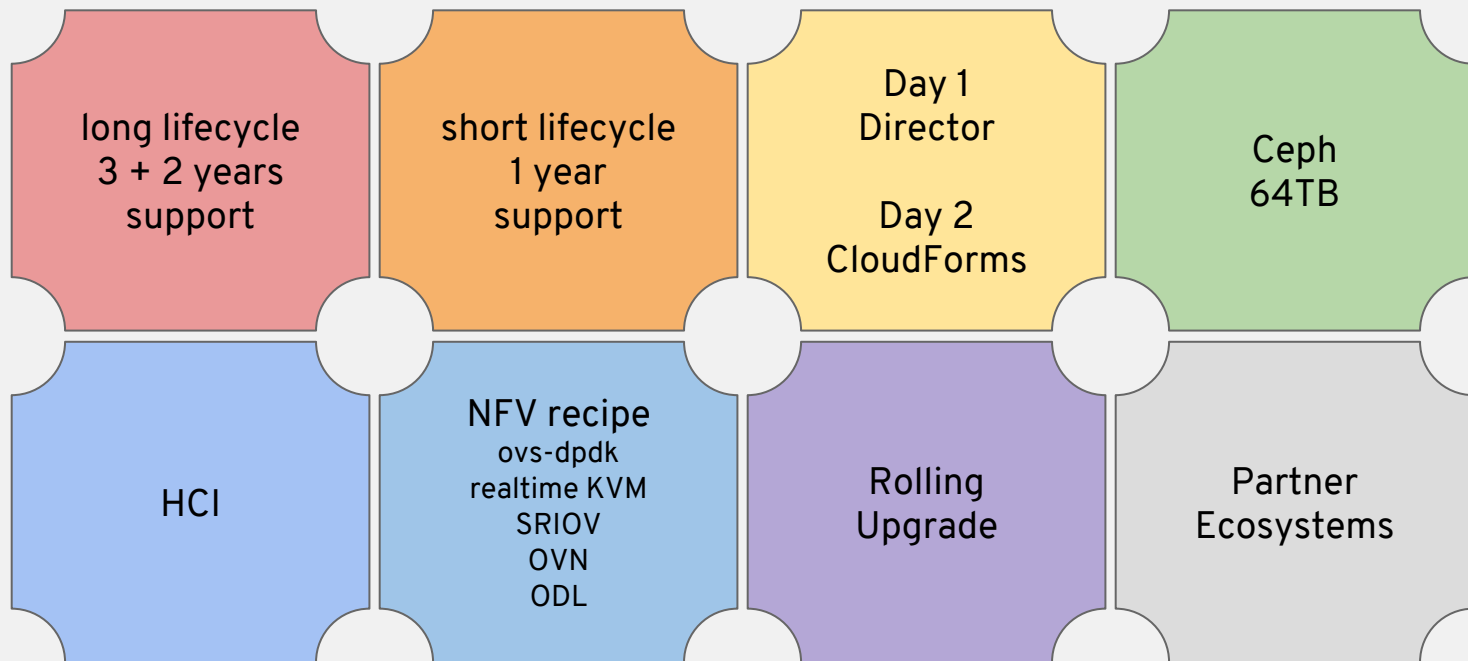 long lifecycle
3 + 2 years
support
short lifecycle
1 year
support
Day 1
Director
Day 2
CloudForms
Ceph
64TB
HCI
NFV recipe
ovs-dpdk
realtime KVM
SRIOV
OVN
ODL
Rolling
Upgrade
Partner
Ecosystems